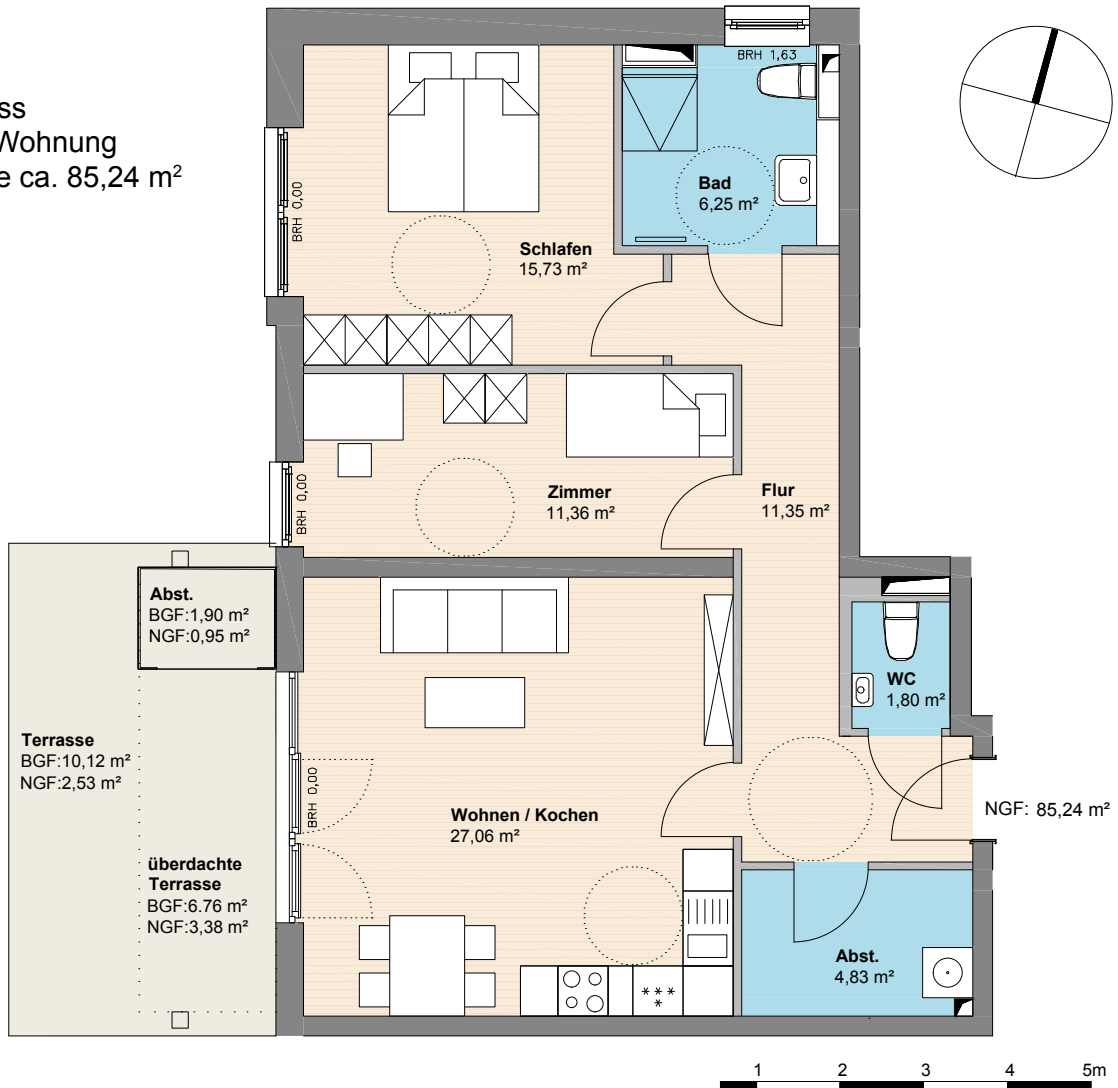 ss
Wohnung
e ca. 85,24 m²
BRH 1,63
BRH 0,00
Bad
6,25 m²
Schlafen
15,73 m²
BRH 0,00
Zimmer
11,36 m²
Flur
11,35 m²
Abst.
BGF:1,90 m²
NGF:0,95 m²
WC
1,80 m²
Terrasse
BGF:10,12 m²
NGF:2,53 m²
BRH 0,00
Wohnen / Kochen
27,06 m²
NGF: 85,24 m²
überdachte
Terrasse
BGF:6.76 m²
NGF:3,38 m²
Abst.
4,83 m²
***
1 2 3 4 5m